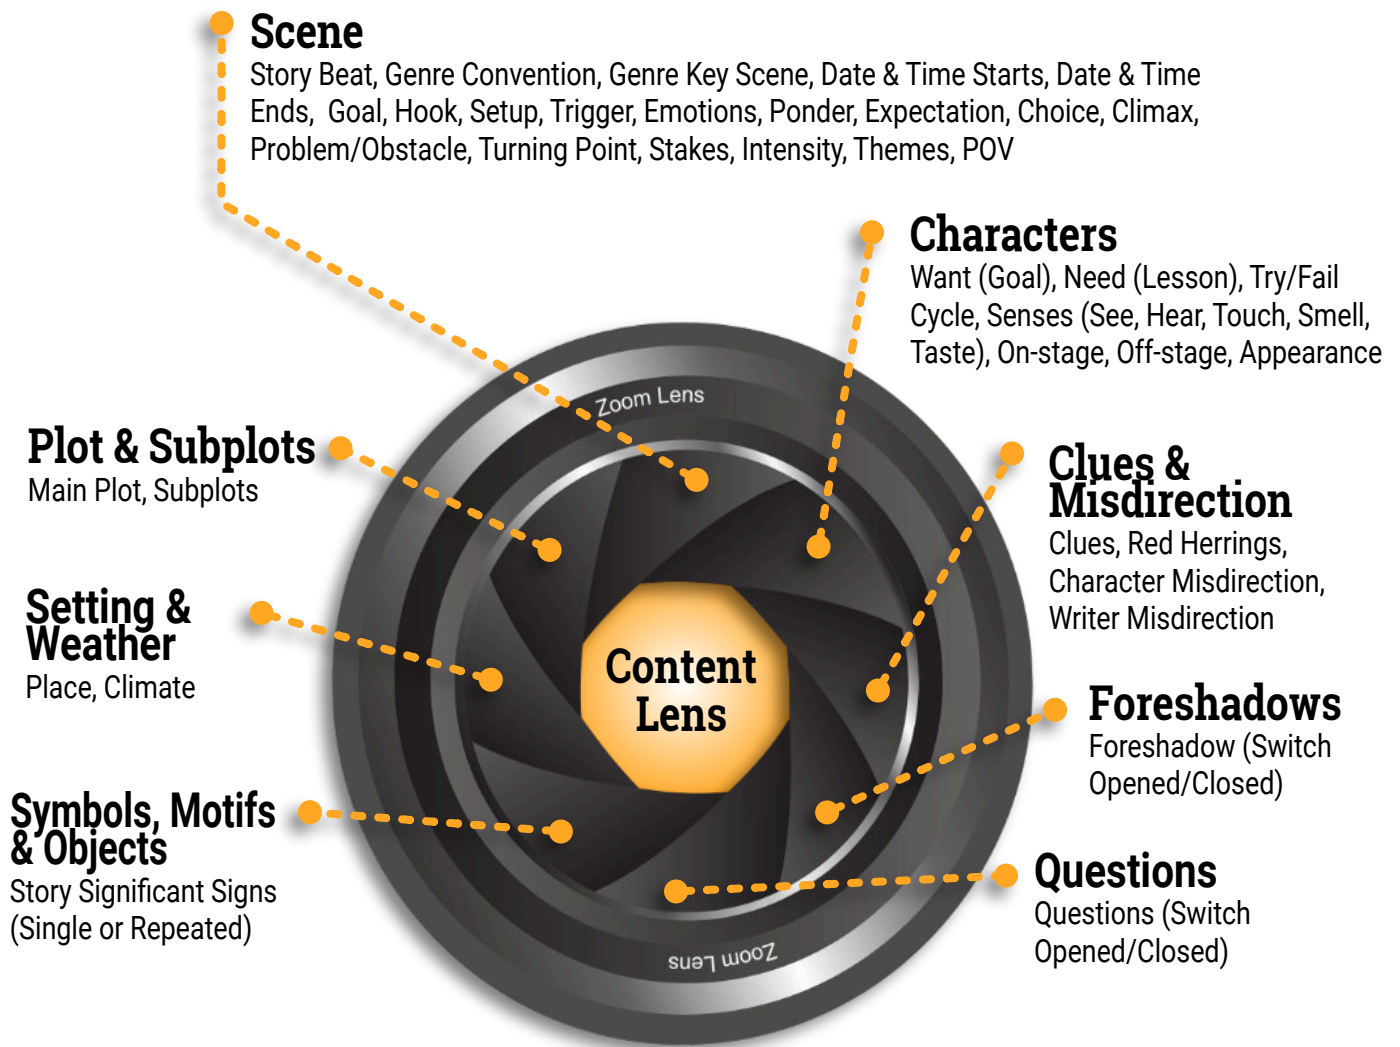 Scene
Story Beat, Genre Convention, Genre Key Scene, Date & Time Starts, Date & Time
Ends, Goal, Hook, Setup, Trigger, Emotions, Ponder, Expectation, Choice, Climax,
Problem/Obstacle, Turning Point, Stakes, Intensity, Themes, POV
Characters
Want (Goal), Need (Lesson), Try/Fail
Cycle, Senses (See, Hear, Touch, Smell,
Taste), On-stage, Off-stage, Appearance
Zoom Lens
Plot & Subplots
Main Plot, Subplots
Clues &
Misdirection
Clues, Red Herrings,
Character Misdirection,
Writer Misdirection
Setting &
Weather
Place, Climate
Content
Lens
Foreshadows
Foreshadow (Switch
Opened/Closed)
Symbols, Motifs
& Objects
Story Significant Signs
(Single or Repeated)
Questions
Questions (Switch
Opened/Closed)
Zoom Lens